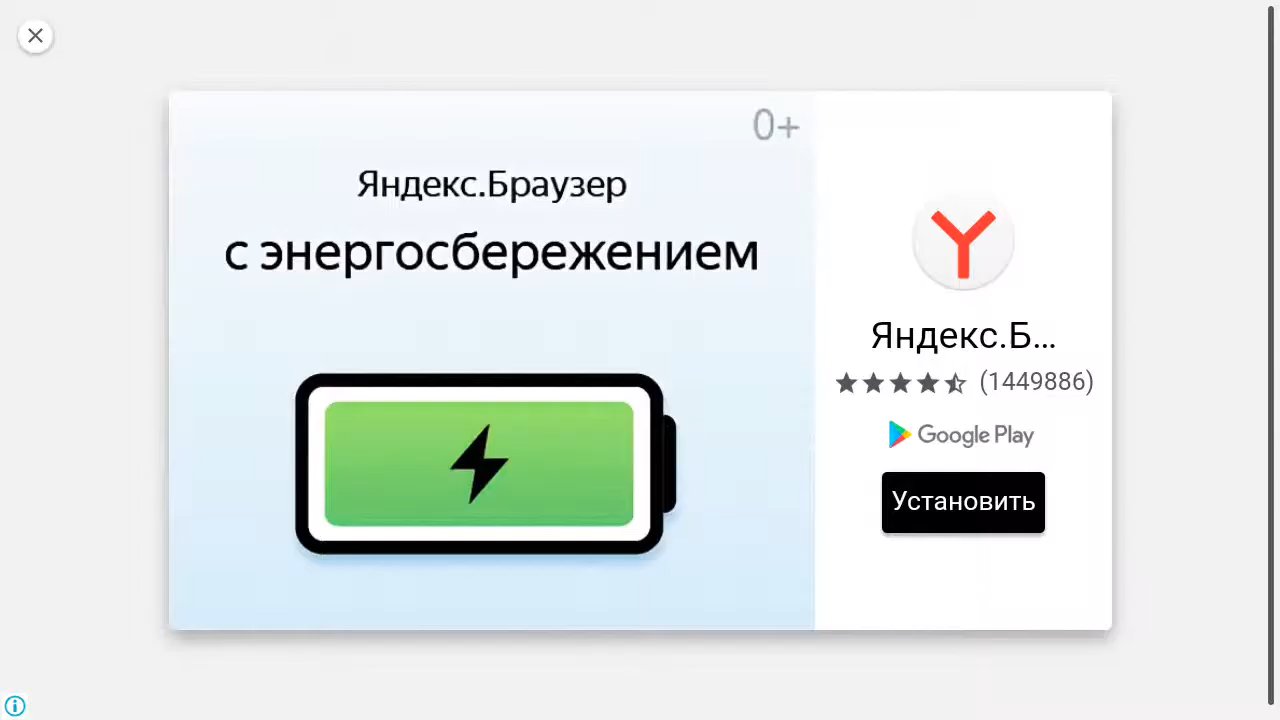 0+
Яндекс.Браузер
с энергосбережением
Яндекс.Б...
(1449886)
Google Play
Установить